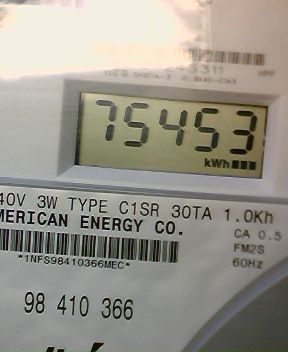 75453
kWh
40V 3W TYPE C1SR 30TA 1.0Kh
MERICAN ENERGY CO.
CA 0.5
FM2S
*1NFS98410366MEC*
60Hz
98 410 366